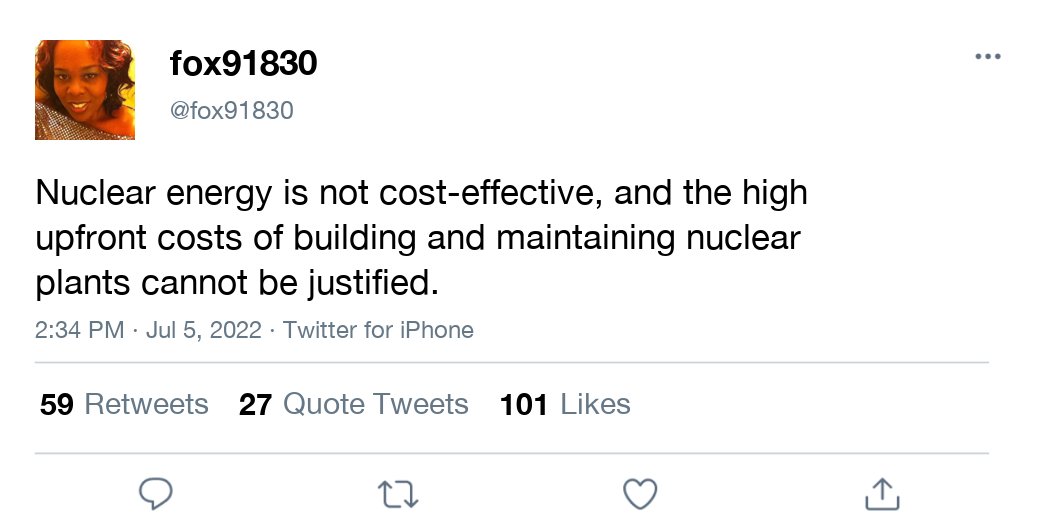 fox91830
@fox91830
Nuclear energy is not cost-effective, and the high
upfront costs of building and maintaining nuclear
plants cannot be justified.
2:34 PM · Jul 5, 2022 · Twitter for iPhone
59 Retweets 27 Quote Tweets 101 Likes